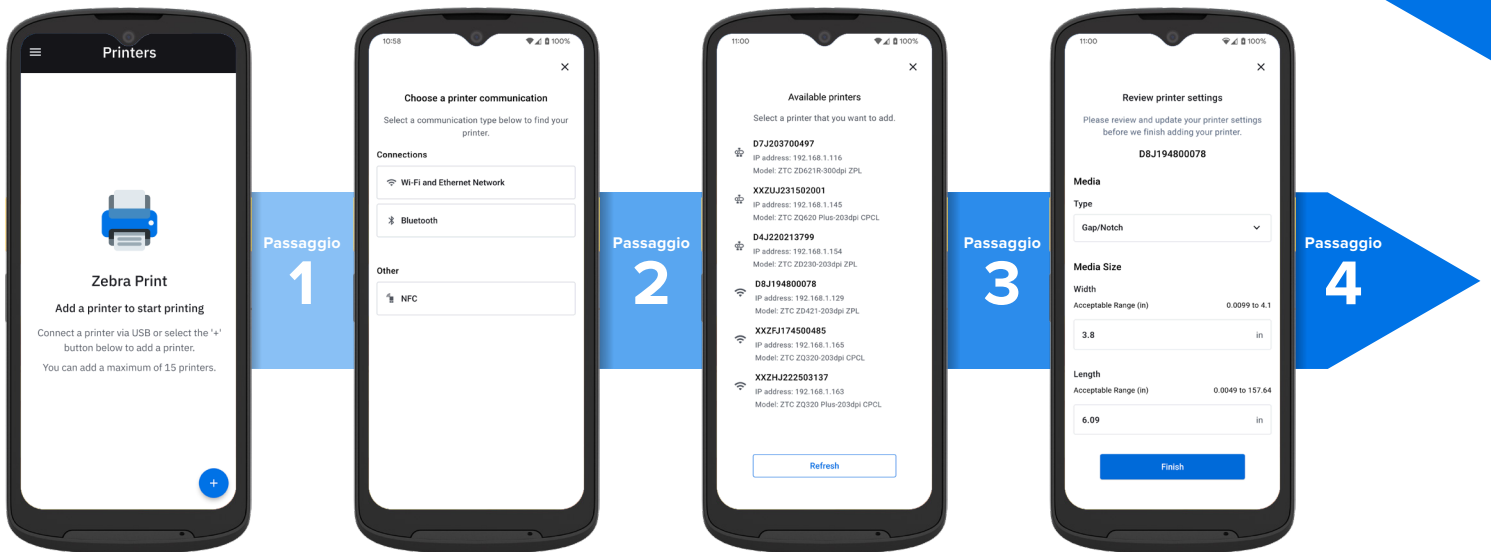 Printers
Zebra Print
Add a printer to start printing
Connect a printer via USB or select the '+'
button below to add a printer.
You can add a maximum of 15 printers.
+
Passaggio
1
10:58
100%
Choose a printer communication
Select a communication type below to find your
printer.
Connections
Wi-Fi and Ethernet Network
Bluetooth
Other
NFC
Passaggio
2
11:00
100%
Available printers
Select a printer that you want to add.
D7J203700497
IP address: 192.168.1.116
Model: ZTC ZD621R-300dpi ZPL
XXZUJ231502001
IP address: 192.168.1.145
Model: ZTC ZQ620 Plus-203dpi CPCL
D4J220213799
IP address: 192.168.1.154
Model: ZTC ZD230-203dpi ZPL
D8J194800078
IP address: 192.168.1.129
Model: ZTC ZD421-203dpi ZPL
XXZFJ174500485
IP address: 192.168.1.165
Model: ZTC ZQ320-203dpi CPCL
XXZHJ222503137
IP address: 192.168.1.163
Model: ZTC ZQ320 Plus-203dpi CPCL
Refresh
Passaggio
3
11:00
100%
Review printer settings
Please review and update your printer settings
before we finish adding your printer.
D8J194800078
Media
Type
Gap/Notch
Media Size
Width
Acceptable Range (in) 0.0099 to 4.1
3.8 in
Length
Acceptable Range (in) 0.0049 to 157.64
6.09 in
Finish
Passaggio
4